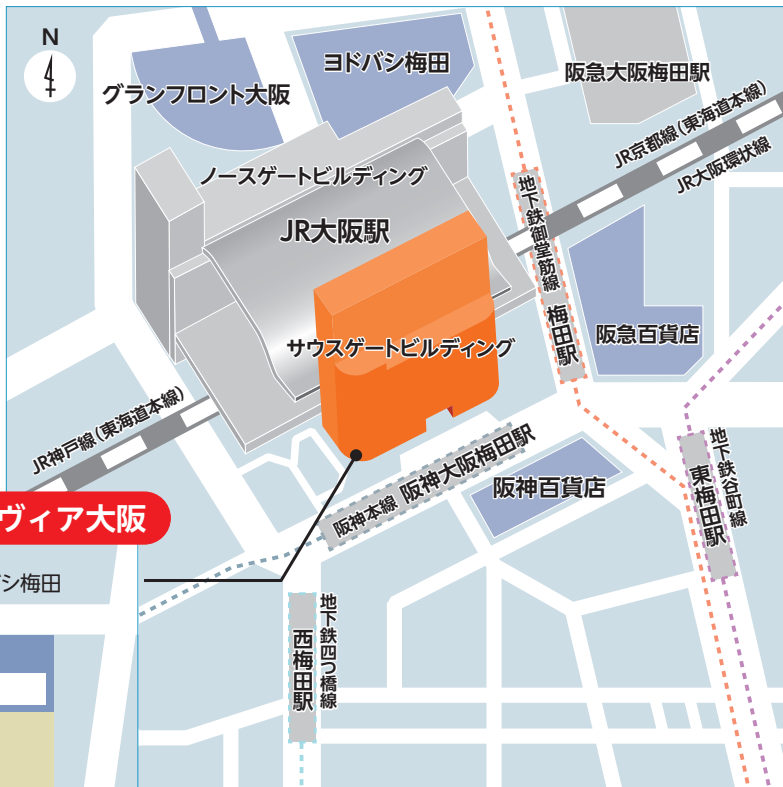 N
グランフロント大阪
ヨドバシ梅田
阪急大阪梅田駅
JR京都線(東海道本線)
JR大阪環状線
ノースゲートビルディング
JR大阪駅
地下鉄御堂筋線
梅田駅
サウスゲートビルディング
阪急百貨店
JR神戸線(東海道本線)
阪神本線 阪神大阪梅田駅
阪神百貨店
地下鉄谷町線
東梅田駅
ヴィア大阪
シ梅田
地下鉄四つ橋線
西梅田駅